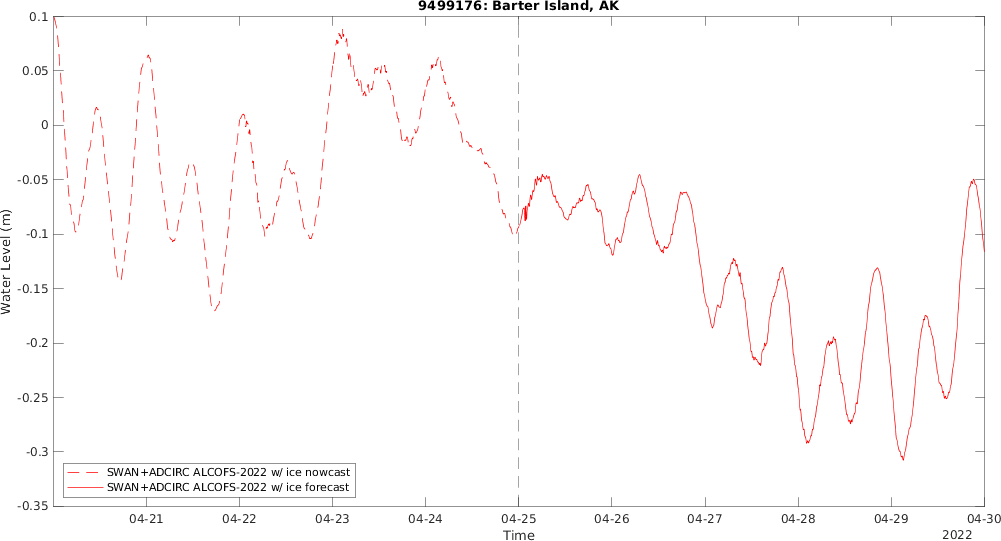 9499176: Barter Island, AK
0.1
0.05
0
-0.05
-0.1
-0.15
-0.2
-0.25
-0.3
-0.35
Water Level (m)
SWAN+ADCIRC ALCOFS-2022 w/ ice nowcast
SWAN+ADCIRC ALCOFS-2022 w/ ice forecast
04-21 04-22 04-23 04-24 04-25 04-26 04-27 04-28 04-29 04-30
Time
2022